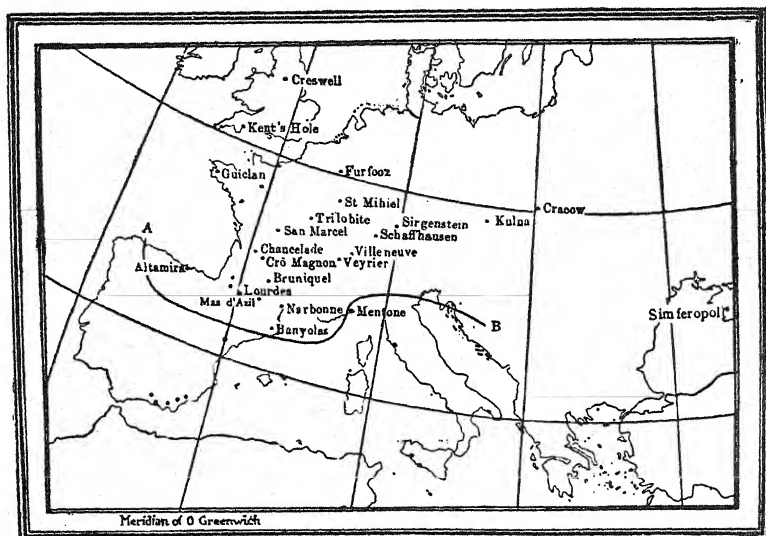 Creswell
Kent's Hole
Guiclan
Furfooz
St Mihiel
Cracow
Trilobite
Sirgenstein
Kulna
San Marcel
Schaffhausen
A
Chancelade
Villeneuve
Altamira
Crô Magnon
Veyrier
Bruniquel
Lourdes
Mas d'Azil
Narbonne
Mentone
Simferopol
B
Banyolas
Meridian of 0 Greenwich